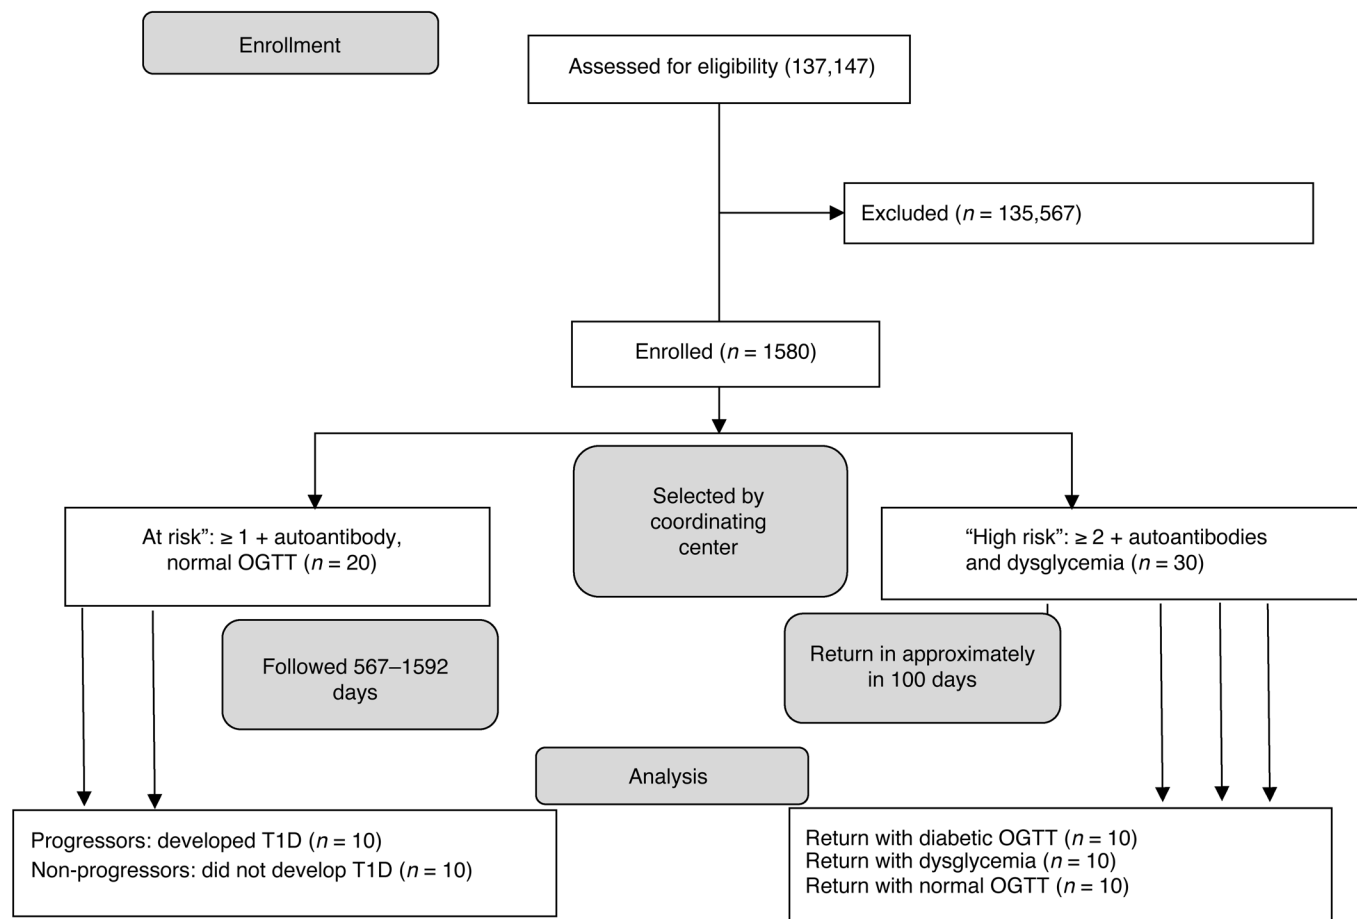 Enrollment
Assessed for eligibility (137,147)
Excluded (n = 135,567)
Enrolled (n = 1580)
Selected by
coordinating
center
At risk”: ≥ 1 + autoantibody,
normal OGTT (n = 20)
“High risk”: ≥ 2 + autoantibodies
and dysglycemia (n = 30)
Followed 567–1592
days
Return in approximately
in 100 days
Analysis
Progressors: developed T1D (n = 10)
Non-progressors: did not develop T1D (n = 10)
Return with diabetic OGTT (n = 10)
Return with dysglycemia (n = 10)
Return with normal OGTT (n = 10)